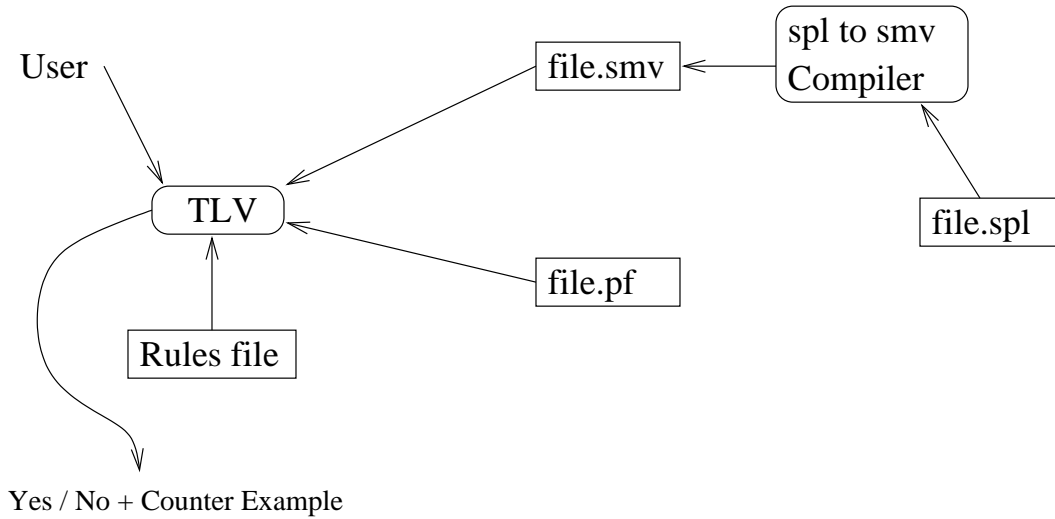 spl to smv
Compiler
User
file.smv
TLV
file.spl
file.pf
Rules file
Yes / No + Counter Example